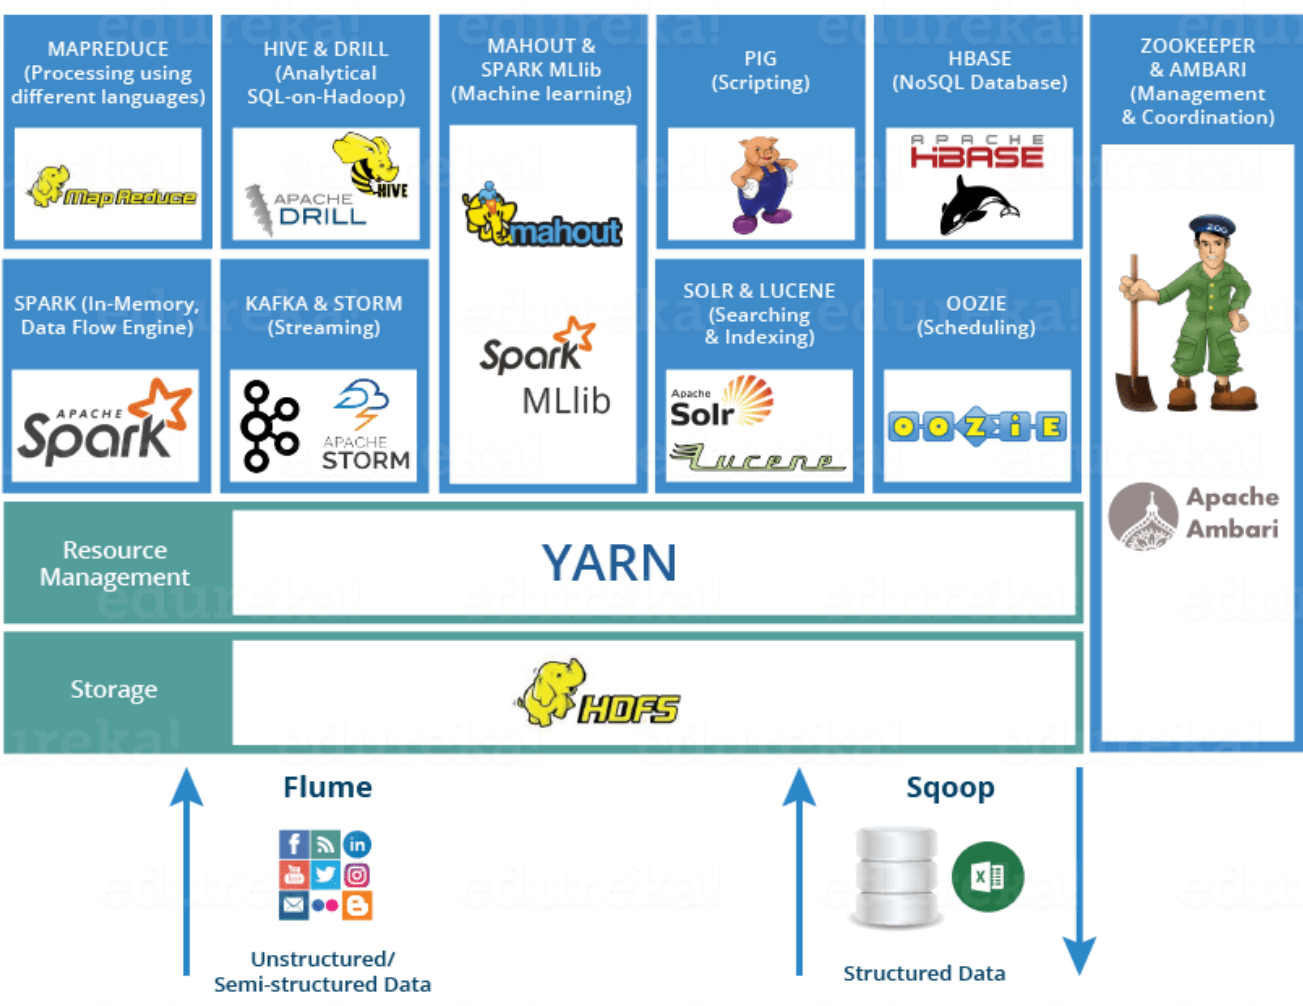 MAPREDUCE
(Processing using
different languages)
Map Reduce
HIVE & DRILL
(Analytical
SQL-on-Hadoop)
HIVE
APACHE
DRILL
MAHOUT &
SPARK MLlib
(Machine learning)
mahout
Spark
MLlib
PIG
(Scripting)
HBASE
(NoSQL Database)
APACHE
HBASE
ZOOKEEPER
& AMBARI
(Management
& Coordination)
ZOO
Apache
Ambari
SPARK (In-Memory,
Data Flow Engine)
APACHE
Spark
KAFKA & STORM
(Streaming)
APACHE
STORM
SOLR & LUCENE
(Searching
& Indexing)
Apache
Solr
Lucene
OOZIE
(Scheduling)
OOZiE
Resource
Management
YARN
Storage
HDFS
Flume
Unstructured/
Semi-structured Data
Sqoop
Structured Data
edureka!